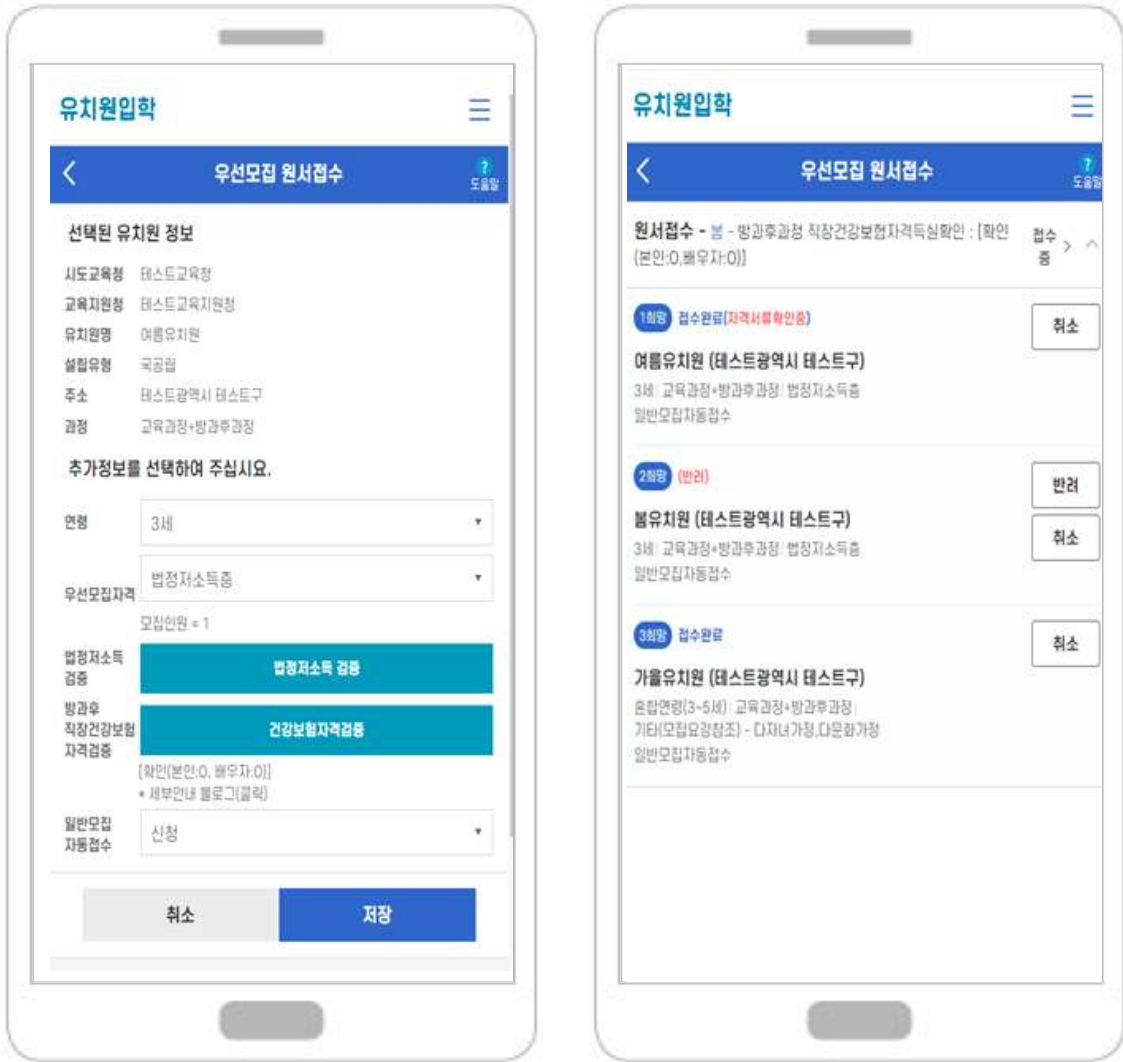 유치원입학
우선모집 원서접수
?
도움말
선택된 유치원 정보
시도교육청 테스트교육청
교육지원청 테스트교육지원청
유치원명 여름유치원
설립유형 국공립
주소 테스트광역시 테스트구
과정 교육과정+방과후과정
추가정보를 선택하여 주십시요.
연령 3세
우선모집자격 법정저소득층
모집인원 = 1
법정저소득
검증
법정저소득 검증
방과후
직장건강보험
자격검증
건강보험자격검증
[확인(본인:O, 배우자:O)]
* 세부안내 블로그(클릭)
일반모집
자동접수
신청
취소 저장
유치원입학
우선모집 원서접수
?
도움말
원서접수 - 봄 - 방과후과정 직장건강보험자격득실확인 : [확인
(본인:O,배우자:O)]
접수
중
1희망 접수완료(자격서류확인중)
취소
여름유치원 (테스트광역시 테스트구)
3세| 교육과정+방과후과정| 법정저소득층
일반모집자동접수
2희망 (반려)
반려
봄유치원 (테스트광역시 테스트구)
취소
3세| 교육과정+방과후과정| 법정저소득층
일반모집자동접수
3희망 접수완료
취소
가을유치원 (테스트광역시 테스트구)
혼합연령(3~5세)| 교육과정+방과후과정|
기타(모집요강참조) - 다자녀가정,다문화가정
일반모집자동접수